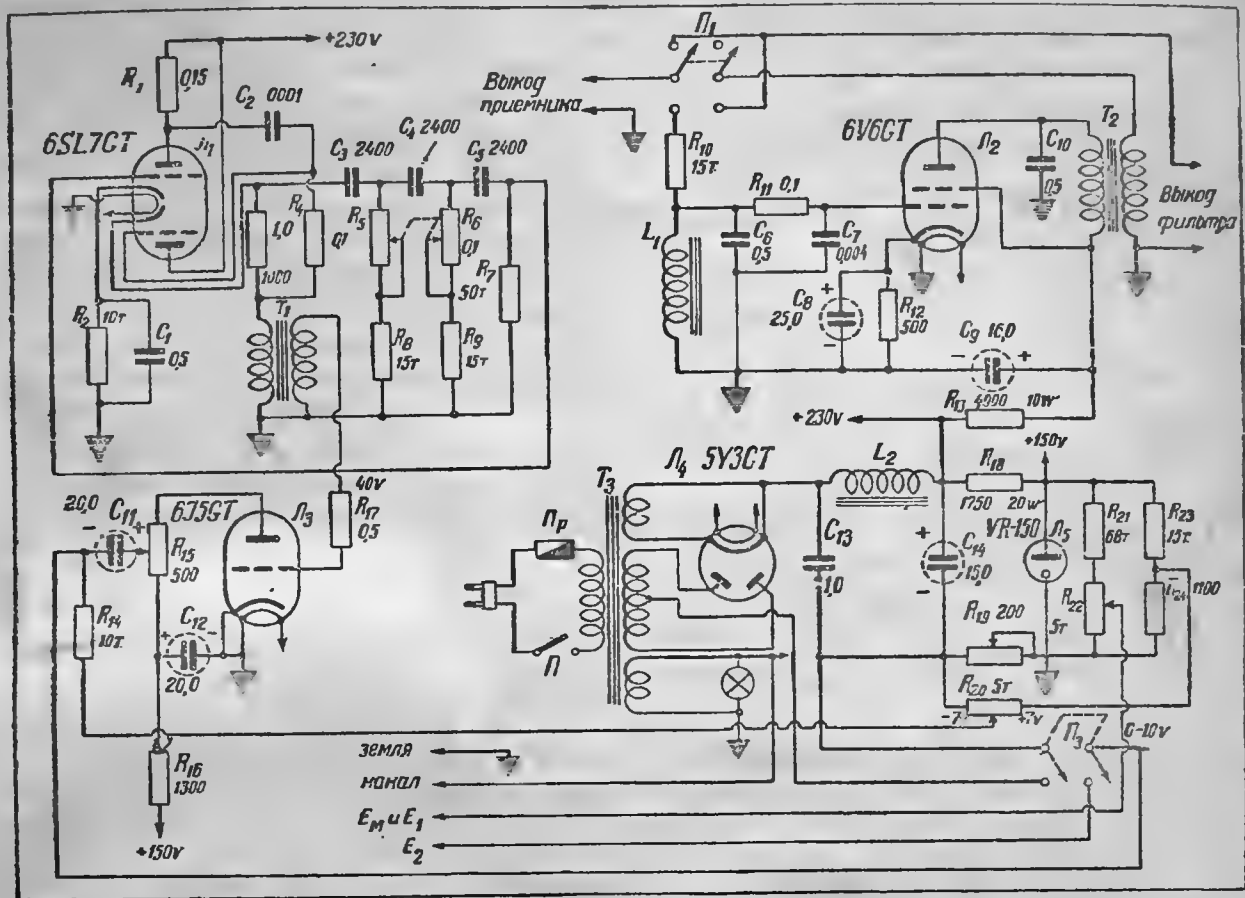 +230v
R1
0,15
C2 0001
6SL7GT
Л1
C3 2400
C4 2400
C5 2400
R4
0,1
1,0
1000
R5
R6
0,1
50т
R7
R2
10т
C1
0,5
T1
R8
15т
R9
15т
П1
Выход
приемника
R10
15т
6V6GT
Л2
C10
0,5
T2
Выход
фильтра
R11 0,1
L1
C6
0,5
C7
0,004
C8
25,0
+
-
R12
500
C9 16,0
-
+
R13 4000 10w
+230v
+150v
40v
R17
0,5
20,0
C11
-
+
6J5GT
Л3
R15
500
R14
10т
C12
+
-
20,0
R16
1300
+150v
T3
Л4 5Y3GT
L2
R18
1750 20w
Пр
П
C13
1,0
+
C14
15,0
-
VR-150
Л5
R21
68т
R23
15т
R22
5т
R24 1100
R19 200
R20 5т
-7
+7v
П3
0-10v
земля
накал
EM и E1
E2